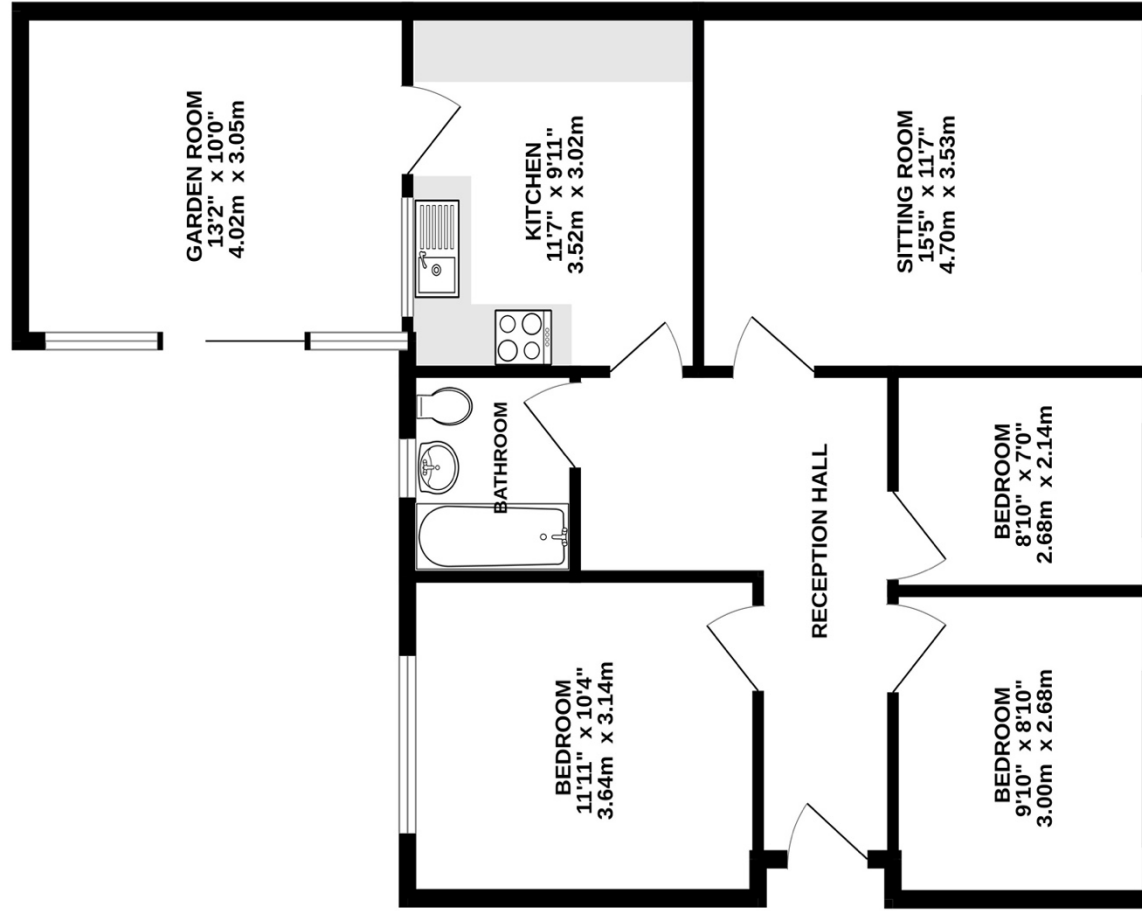 GARDEN ROOM
13'2" x 10'0"
4.02m x 3.05m
KITCHEN
11'7" x 9'11"
3.52m x 3.02m
SITTING ROOM
15'5" x 11'7"
4.70m x 3.53m
BATHROOM
RECEPTION HALL
BEDROOM
8'10" x 7'0"
2.68m x 2.14m
BEDROOM
11'11" x 10'4"
3.64m x 3.14m
BEDROOM
9'10" x 8'10"
3.00m x 2.68m